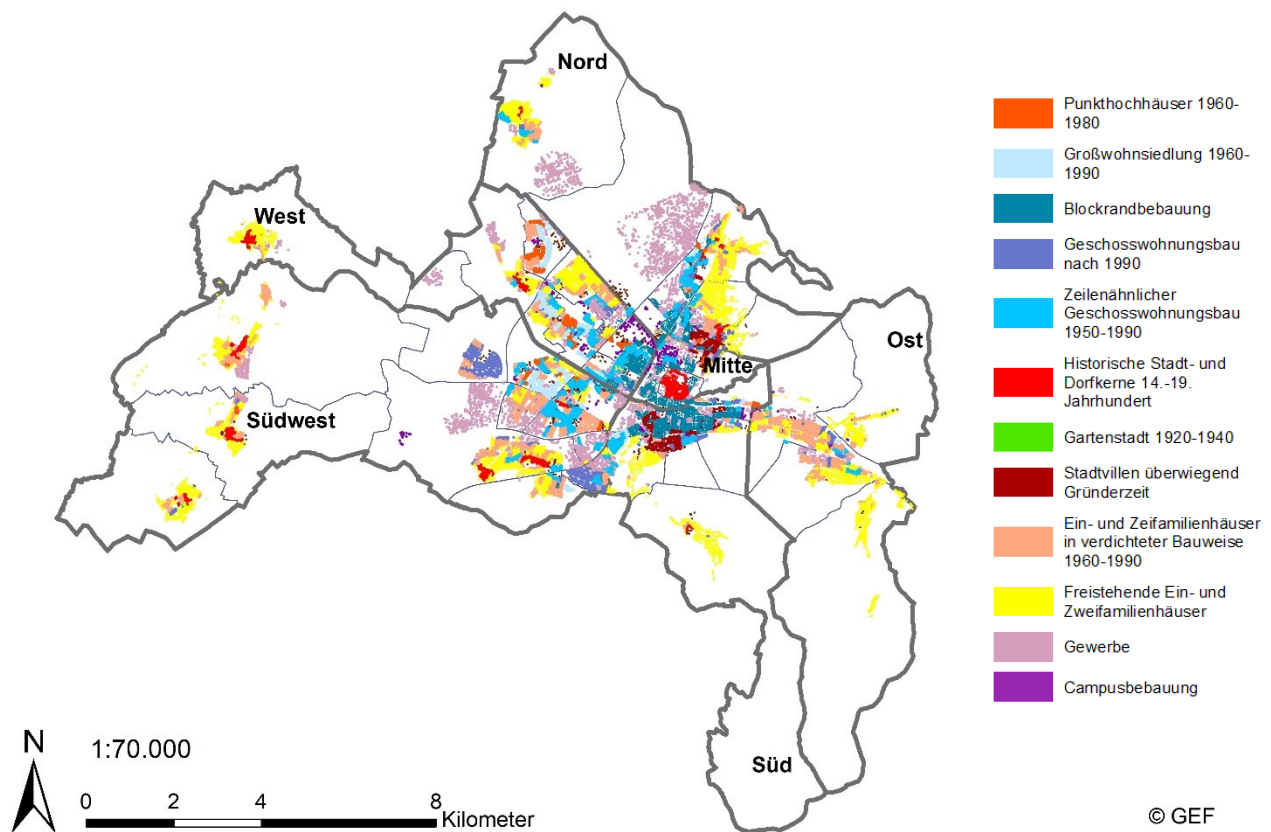 Nord
West
Ost
Mitte
Südwest
Süd
Punkthochhäuser 1960-
1980
Großwohnsiedlung 1960-
1990
Blockrandbebauung
Geschosswohnungsbau
nach 1990
Zeilenähnlicher
Geschosswohnungsbau
1950-1990
Historische Stadt- und
Dorfkerne 14.-19.
Jahrhundert
Gartenstadt 1920-1940
Stadtvillen überwiegend
Gründerzeit
Ein- und Zeifamilienhäuser
in verdichteter Bauweise
1960-1990
Freistehende Ein- und
Zweifamilienhäuser
Gewerbe
Campusbebauung
N
1:70.000
0 2 4 8
Kilometer
© GEF